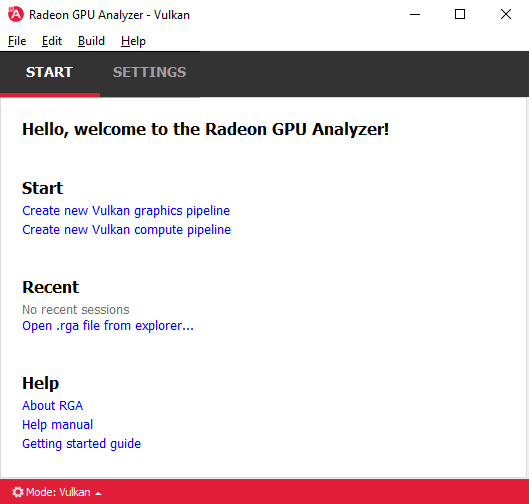 Radeon GPU Analyzer - Vulkan
File Edit Build Help
START SETTINGS
Hello, welcome to the Radeon GPU Analyzer!
Start
Create new Vulkan graphics pipeline
Create new Vulkan compute pipeline
Recent
No recent sessions
Open .rga file from explorer...
Help
About RGA
Help manual
Getting started guide
Mode: Vulkan